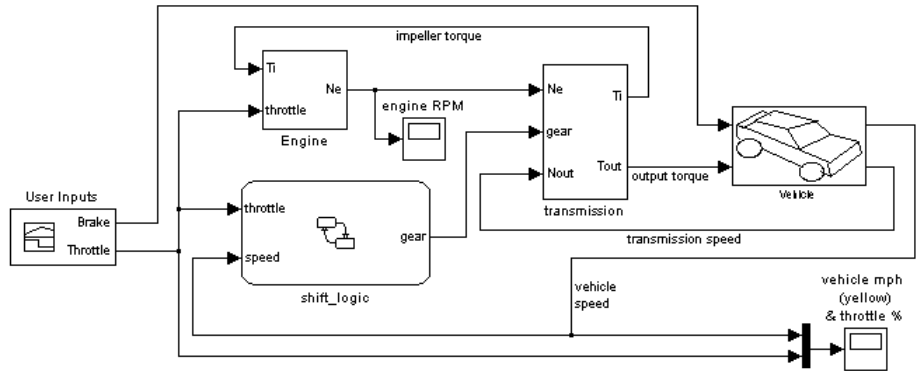 impeller torque
Ti
throttle
Ne
Engine
engine RPM
Ne
gear
Nout
Ti
Tout
transmission
output torque
Vehicle
transmission speed
User Inputs
Brake
Throttle
throttle
speed
gear
shift_logic
vehicle
speed
vehicle mph
(yellow)
& throttle %